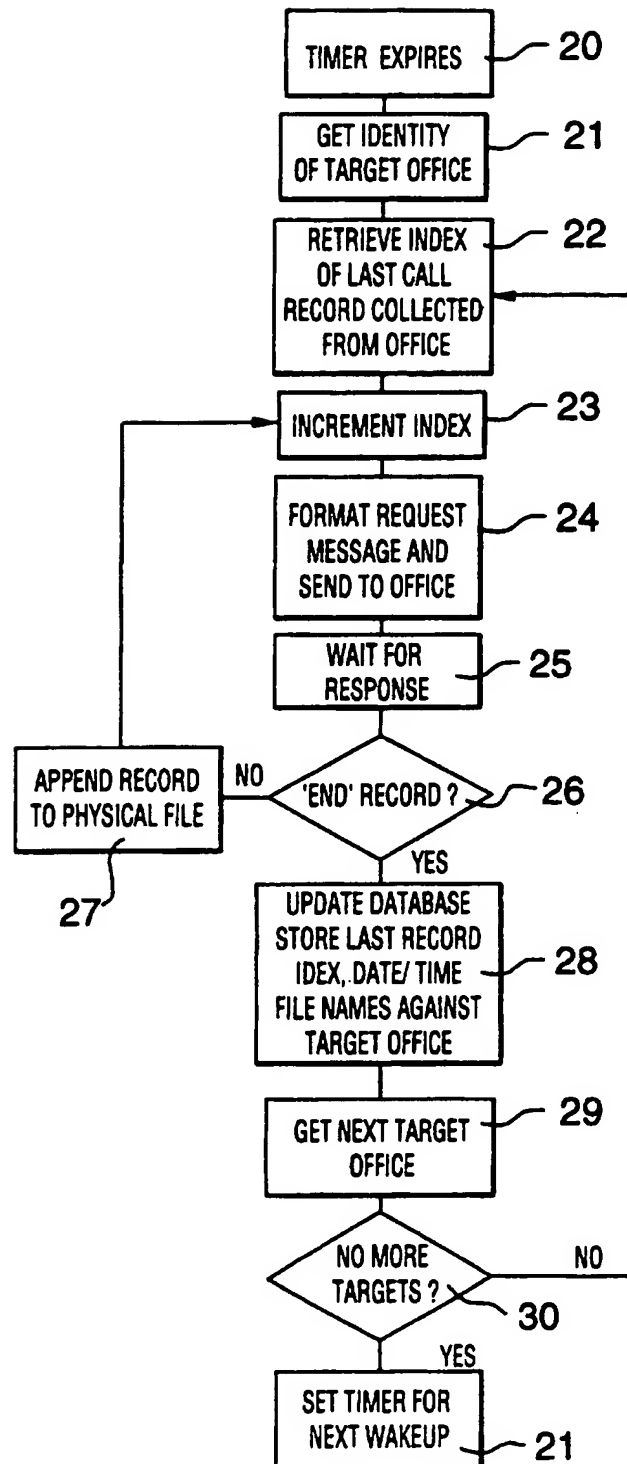 TIMER EXPIRES
20
GET IDENTITY
OF TARGET OFFICE
21
RETRIEVE INDEX
OF LAST CALL
RECORD COLLECTED
FROM OFFICE
22
INCREMENT INDEX
23
FORMAT REQUEST
MESSAGE AND
SEND TO OFFICE
24
WAIT FOR
RESPONSE
25
'END' RECORD ?
26
NO
APPEND RECORD
TO PHYSICAL FILE
27
YES
UPDATE DATABASE
STORE LAST RECORD
IDEX, DATE/ TIME
FILE NAMES AGAINST
TARGET OFFICE
28
GET NEXT TARGET
OFFICE
29
NO MORE
TARGETS ?
30
NO
YES
SET TIMER FOR
NEXT WAKEUP
21